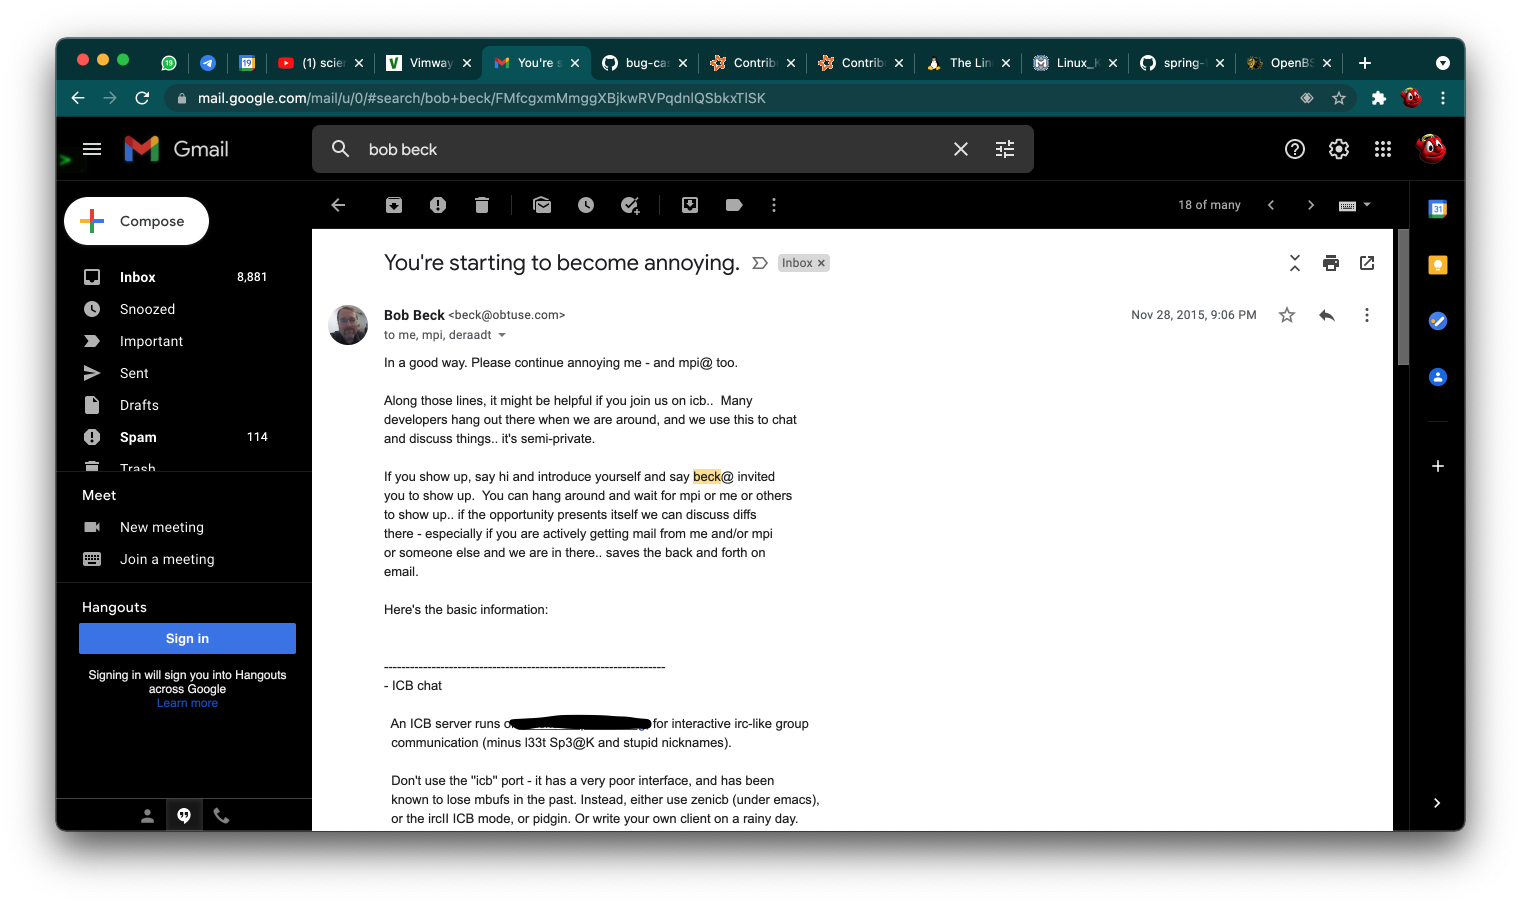 19
19
(1) scie
Vimway
You're s
bug-ca
Contrib
Contrib
The Lin
Linux_K
spring-
OpenBS
mail.google.com/mail/u/0/#search/bob+beck/FMfcgxmMmggXBjkwRVPqdnlQSbkxTlSK
Gmail
bob beck
Compose
18 of many
31
Inbox 8,881
Snoozed
Important
Sent
Drafts
Spam 114
Trash
Meet
New meeting
Join a meeting
Hangouts
Sign in
Signing in will sign you into Hangouts
across Google
Learn more
You're starting to become annoying.
Inbox
Bob Beck <beck@obtuse.com>
Nov 28, 2015, 9:06 PM
to me, mpi, deraadt
In a good way. Please continue annoying me - and mpi@ too.
Along those lines, it might be helpful if you join us on icb.. Many
developers hang out there when we are around, and we use this to chat
and discuss things.. it's semi-private.
If you show up, say hi and introduce yourself and say beck@ invited
you to show up. You can hang around and wait for mpi or me or others
to show up.. if the opportunity presents itself we can discuss diffs
there - especially if you are actively getting mail from me and/or mpi
or someone else and we are in there.. saves the back and forth on
email.
Here's the basic information:
-----------------------------------------------------------------
- ICB chat
An ICB server runs for interactive irc-like group
communication (minus l33t Sp3@K and stupid nicknames).
Don't use the "icb" port - it has a very poor interface, and has been
known to lose mbufs in the past. Instead, either use zenicb (under emacs),
or the ircII ICB mode, or pidgin. Or write your own client on a rainy day.